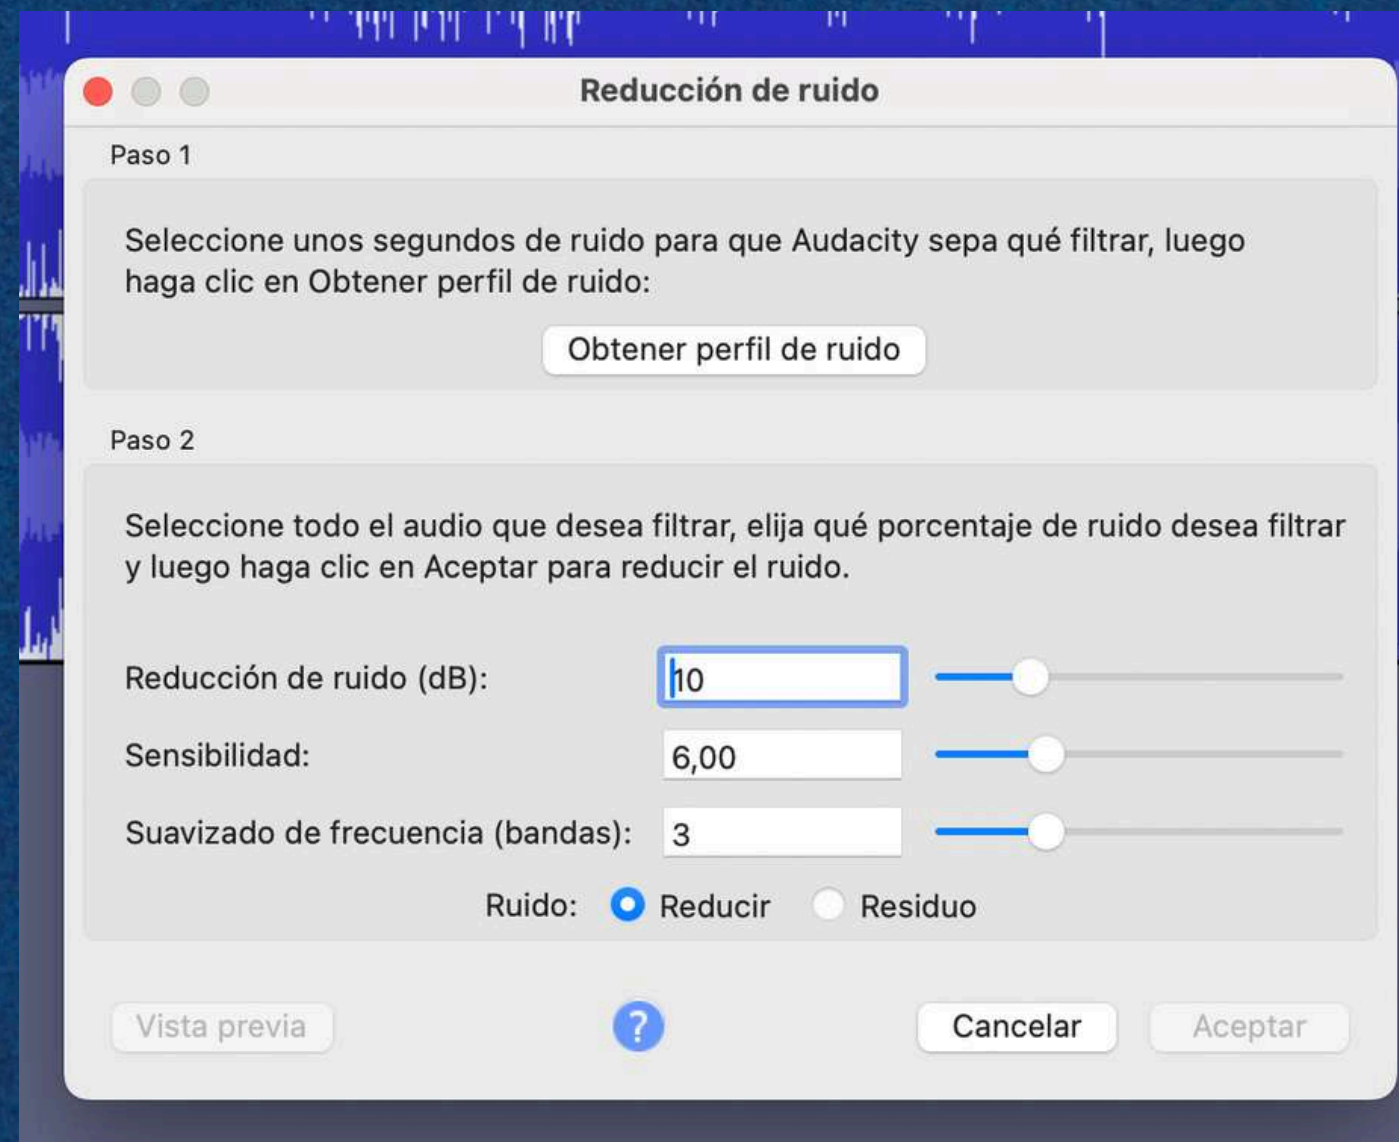 Reducción de ruido
Paso 1
Seleccione unos segundos de ruido para que Audacity sepa qué filtrar, luego
haga clic en Obtener perfil de ruido:
Obtener perfil de ruido
Paso 2
Seleccione todo el audio que desea filtrar, elija qué porcentaje de ruido desea filtrar
y luego haga clic en Aceptar para reducir el ruido.
Reducción de ruido (dB): 10
Sensibilidad: 6,00
Suavizado de frecuencia (bandas): 3
Ruido: Reducir Residuo
Vista previa ? Cancelar Aceptar